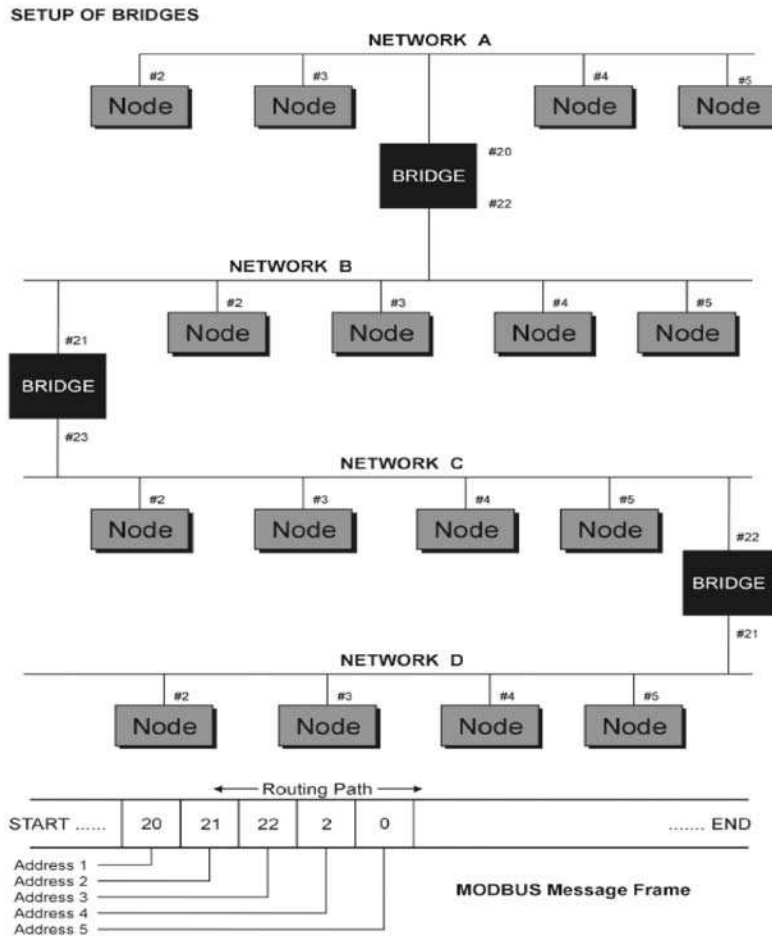 SETUP OF BRIDGES
NETWORK A
#2 #3 #4 #5
Node Node Node Node
#20
BRIDGE
#22
NETWORK B
#2 #3 #4 #5
Node Node Node Node
#21
BRIDGE
#23
NETWORK C
#2 #3 #4 #5
Node Node Node Node
#22
BRIDGE
#21
NETWORK D
#2 #3 #4 #5
Node Node Node Node
Routing Path
START ...... 20 21 22 2 0 ....... END
Address 1
Address 2
Address 3
Address 4
Address 5
MODBUS Message Frame